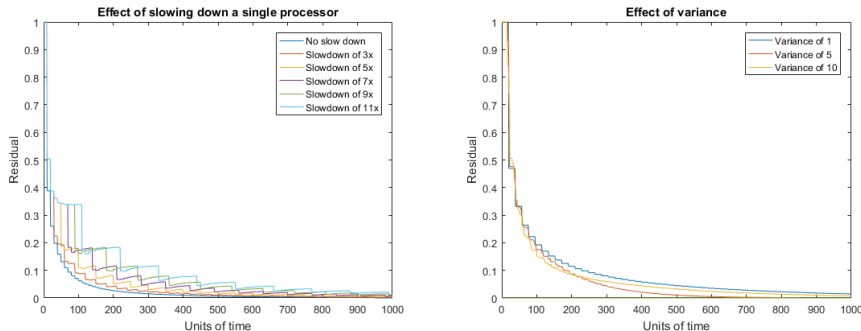 Effect of slowing down a single processor
1
0.9
0.8
0.7
0.6
0.5
0.4
0.3
0.2
0.1
0
Residual
No slow down
Slowdown of 3x
Slowdown of 5x
Slowdown of 7x
Slowdown of 9x
Slowdown of 11x
0 100 200 300 400 500 600 700 800 900 1000
Units of time
Effect of variance
1
0.9
0.8
0.7
0.6
0.5
0.4
0.3
0.2
0.1
0
Residual
Variance of 1
Variance of 5
Variance of 10
0 100 200 300 400 500 600 700 800 900 1000
Units of time